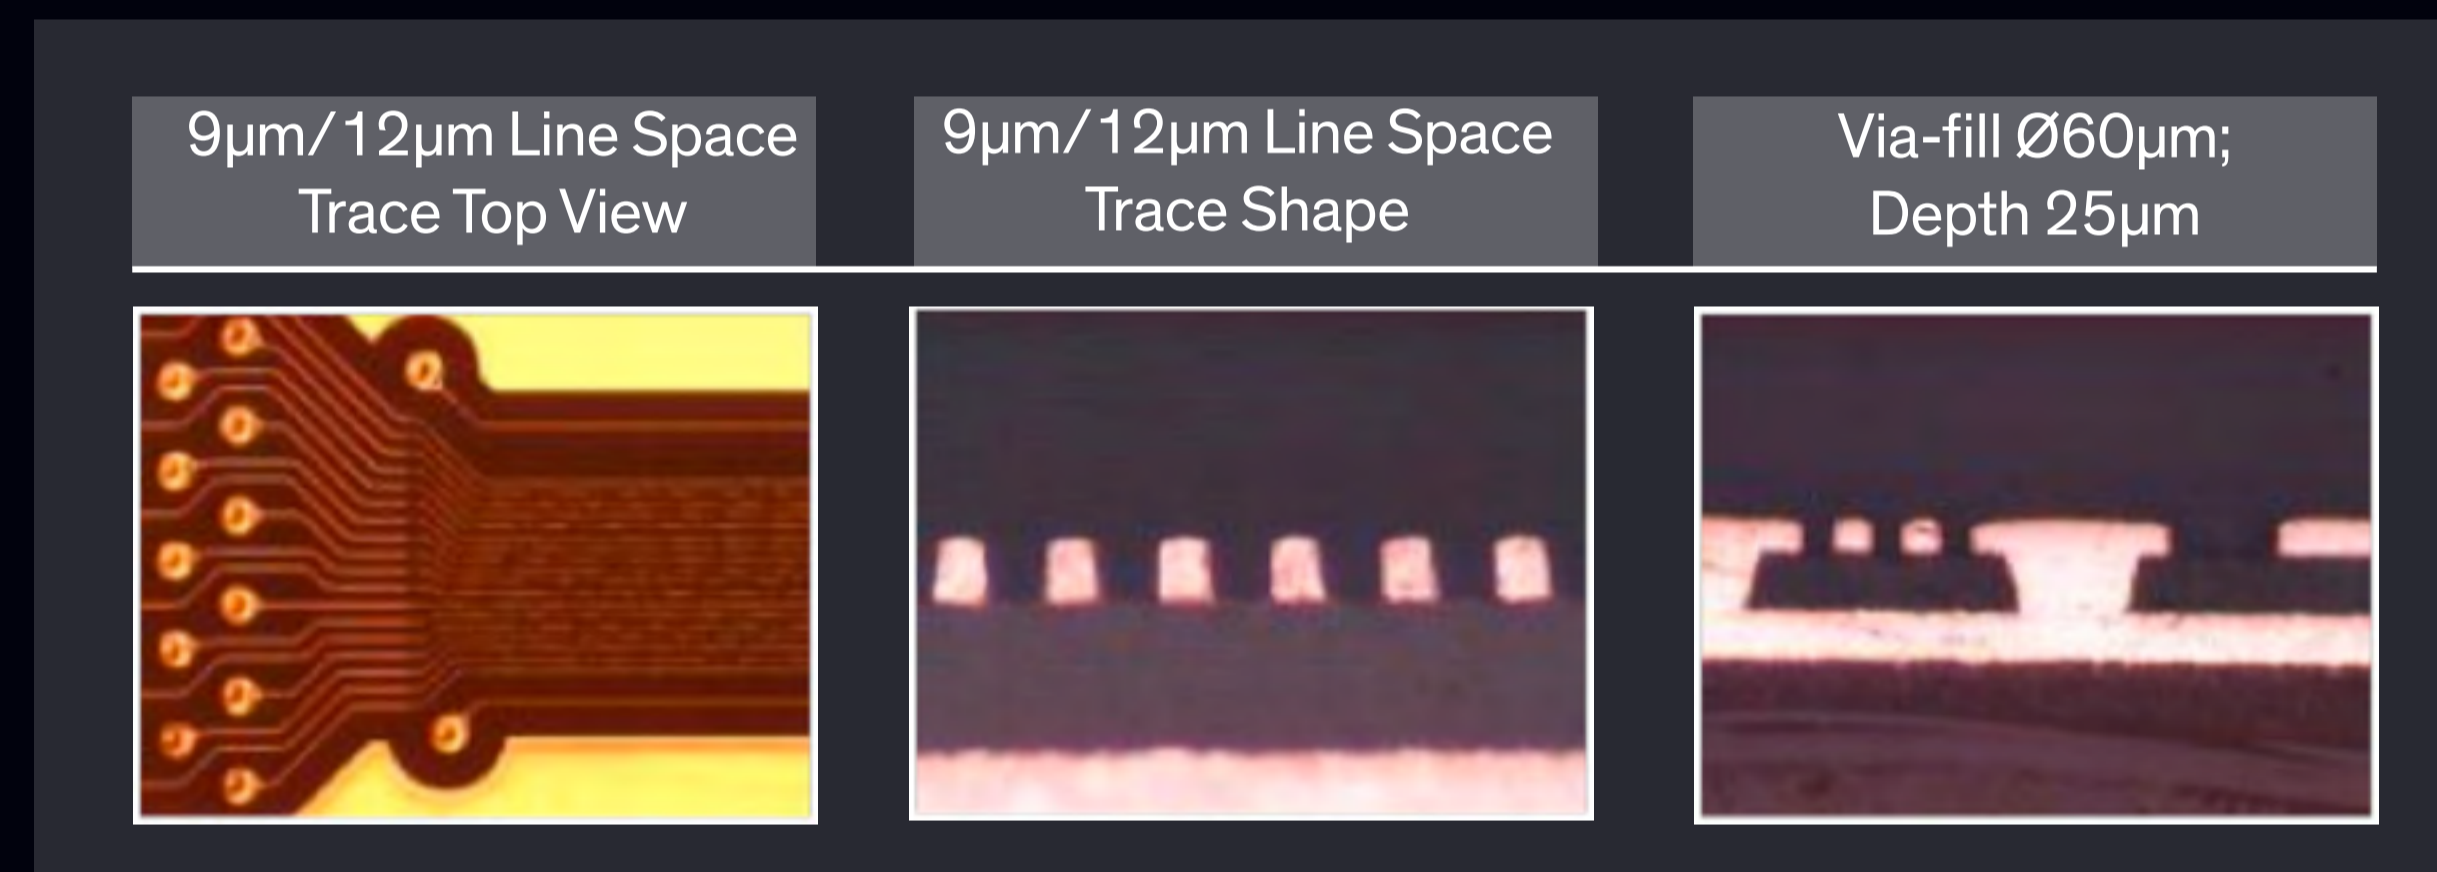 9µm/12µm Line Space
Trace Top View
9µm/12µm Line Space
Trace Shape
Via-fill Ø60µm;
Depth 25µm